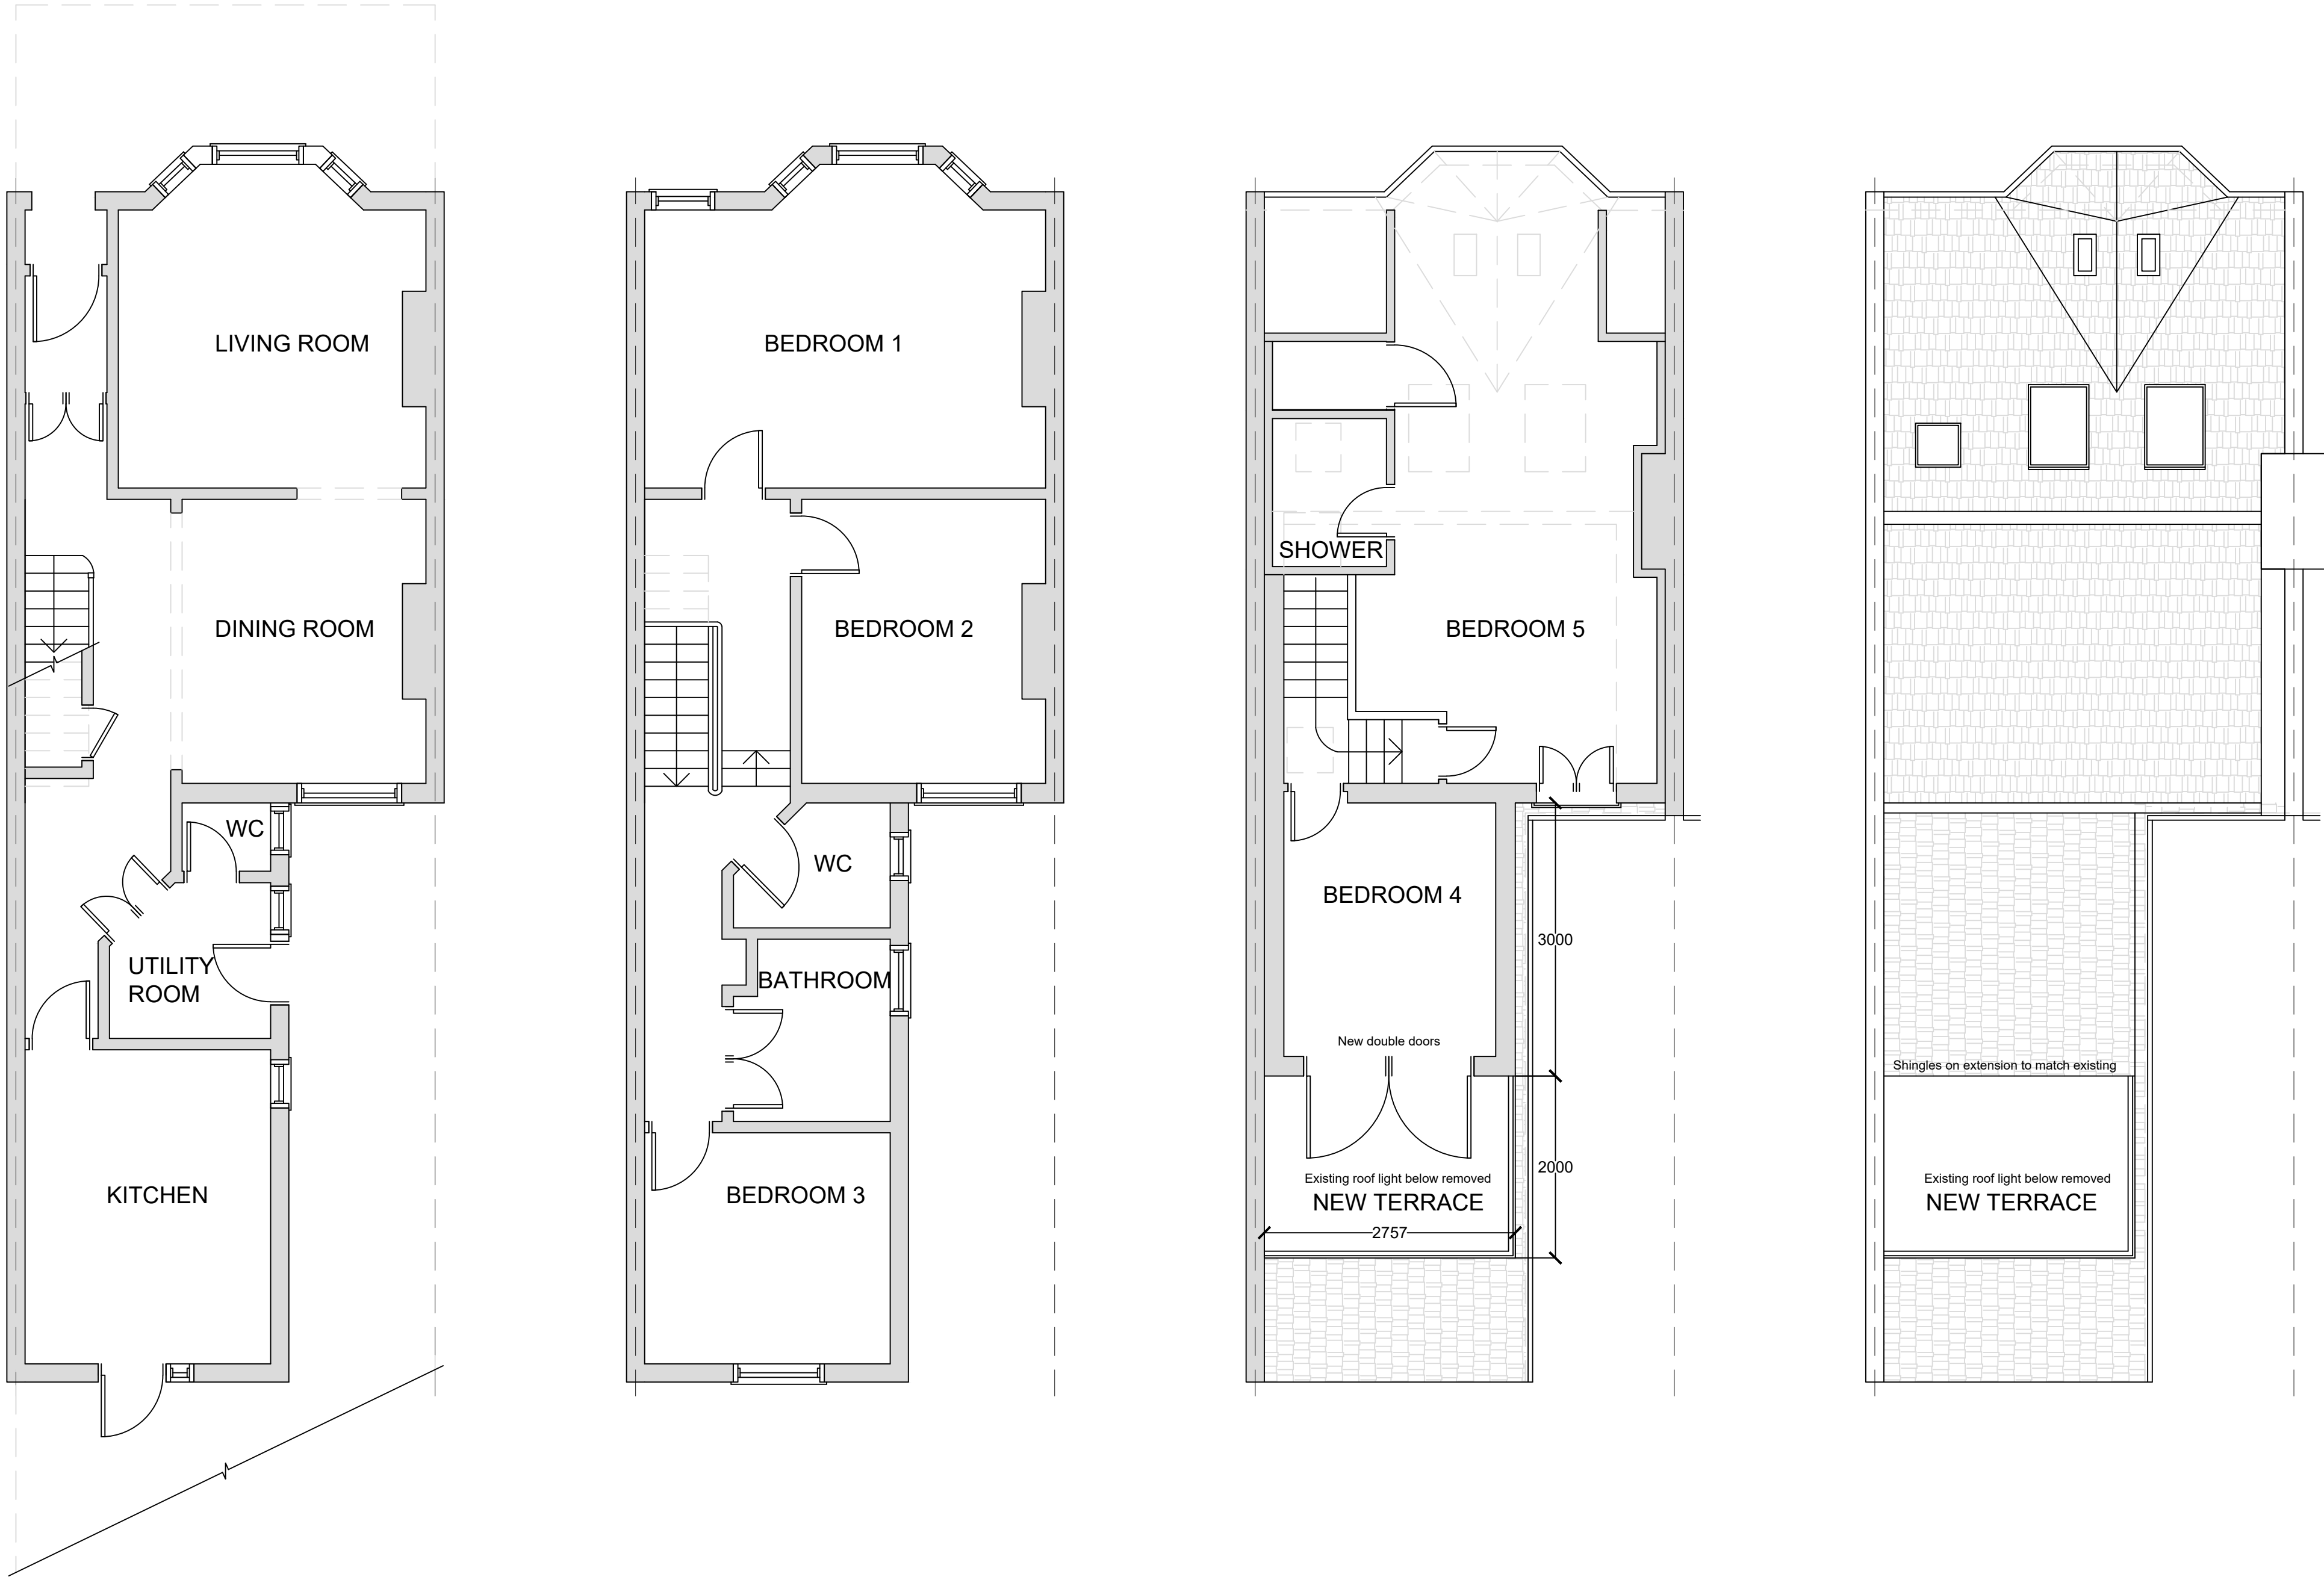 LIVING ROOM
DINING ROOM
WC
UTILITY
ROOM
KITCHEN
BEDROOM 1
BEDROOM 2
WC
BATHROOM
BEDROOM 3
SHOWER
BEDROOM 5
BEDROOM 4
3000
New double doors
2000
Existing roof light below removed
NEW TERRACE
2757
Shingles on extension to match existing
Existing roof light below removed
NEW TERRACE